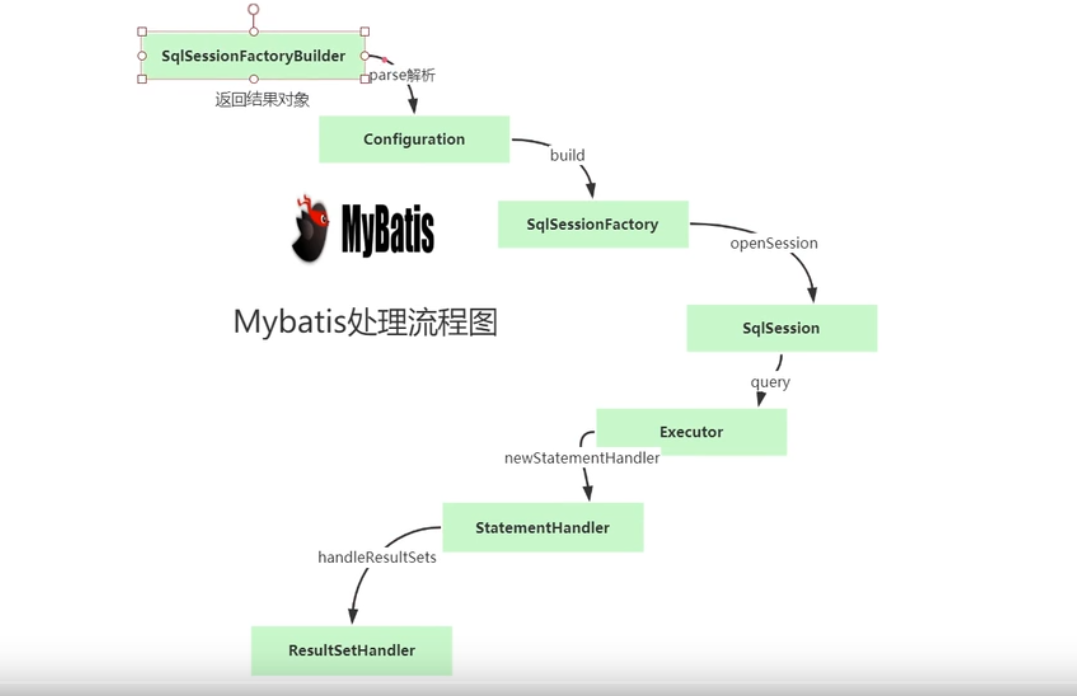 SqlSessionFactoryBuilder
parse解析
返回结果对象
Configuration
build
MyBatis
SqlSessionFactory
openSession
Mybatis处理流程图
SqlSession
query
Executor
newStatementHandler
StatementHandler
handleResultSets
ResultSetHandler